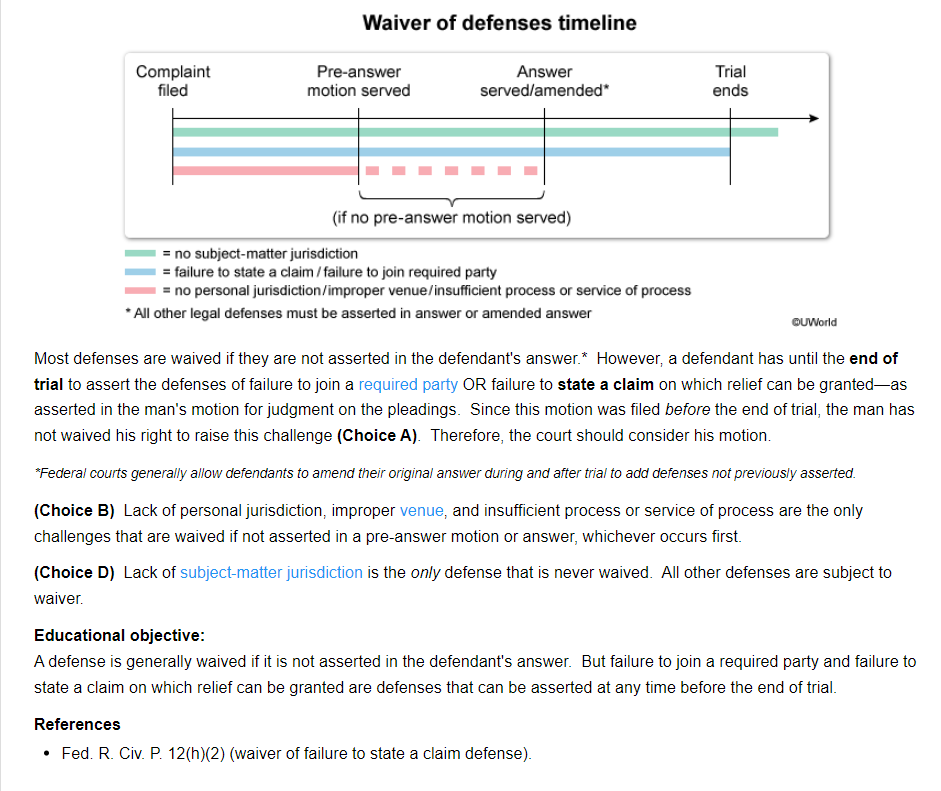 Waiver of defenses timeline
Complaint filed
Pre-answer motion served
Answer served/amended*
Trial ends
(if no pre-answer motion served)
= no subject-matter jurisdiction
= failure to state a claim/failure to join required party
= no personal jurisdiction/improper venue/insufficient process or service of process
* All other legal defenses must be asserted in answer or amended answer
©UWorld
Most defenses are waived if they are not asserted in the defendant's answer.* However, a defendant has until the end of
trial to assert the defenses of failure to join a required party OR failure to state a claim on which relief can be granted—as
asserted in the man's motion for judgment on the pleadings. Since this motion was filed before the end of trial, the man has
not waived his right to raise this challenge (Choice A). Therefore, the court should consider his motion.
*Federal courts generally allow defendants to amend their original answer during and after trial to add defenses not previously asserted.
(Choice B) Lack of personal jurisdiction, improper venue, and insufficient process or service of process are the only
challenges that are waived if not asserted in a pre-answer motion or answer, whichever occurs first.
(Choice D) Lack of subject-matter jurisdiction is the only defense that is never waived. All other defenses are subject to
waiver.
Educational objective:
A defense is generally waived if it is not asserted in the defendant's answer. But failure to join a required party and failure to
state a claim on which relief can be granted are defenses that can be asserted at any time before the end of trial.
References
• Fed. R. Civ. P. 12(h)(2) (waiver of failure to state a claim defense).